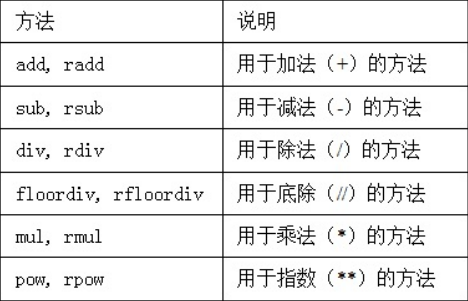 方法 说明
add, radd 用于加法（+）的方法
sub, rsub 用于减法（-）的方法
div, rdiv 用于除法（/）的方法
floordiv, rfloordiv 用于底除（//）的方法
mul, rmul 用于乘法（*）的方法
pow, rpow 用于指数（**）的方法